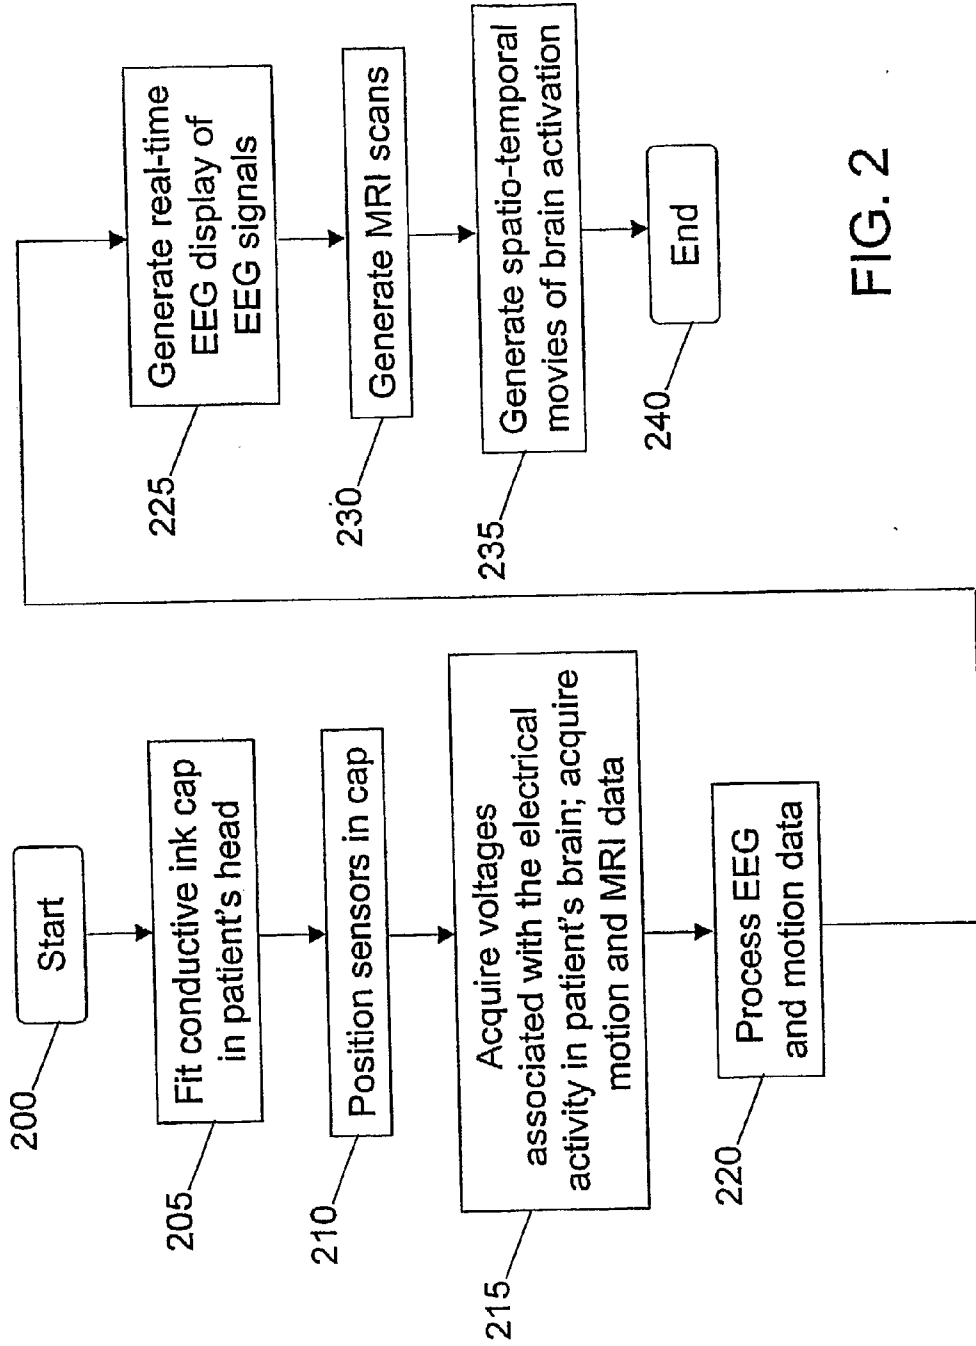 200
Start
205
Fit conductive ink cap
in patient's head
210
Position sensors in cap
215
Acquire voltages
associated with the electrical
activity in patient's brain; acquire
motion and MRI data
220
Process EEG
and motion data
225
Generate real-time
EEG display of
EEG signals
230
Generate MRI scans
235
Generate spatio-temporal
movies of brain activation
240
End
FIG. 2